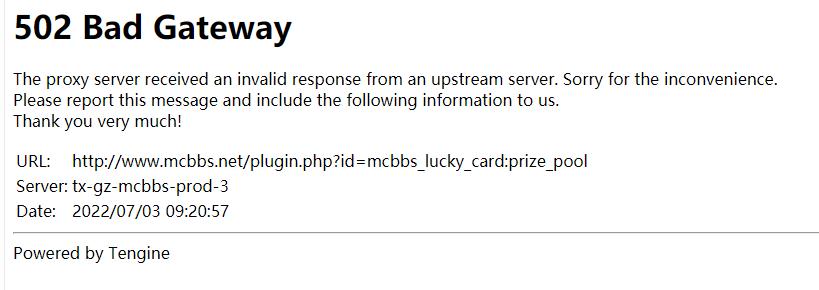 502 Bad Gateway
The proxy server received an invalid response from an upstream server. Sorry for the inconvenience.
Please report this message and include the following information to us.
Thank you very much!
URL: http://www.mcbbs.net/plugin.php?id=mcbbs_lucky_card:prize_pool
Server: tx-gz-mcbbs-prod-3
Date: 2022/07/03 09:20:57
Powered by Tengine